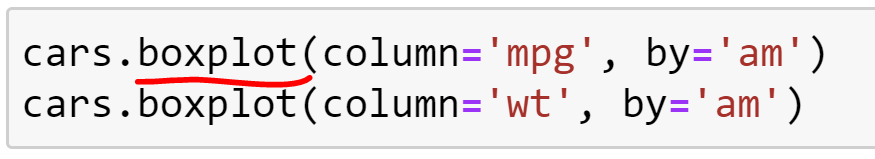 cars.boxplot(column='mpg', by='am')
cars.boxplot(column='wt', by='am')